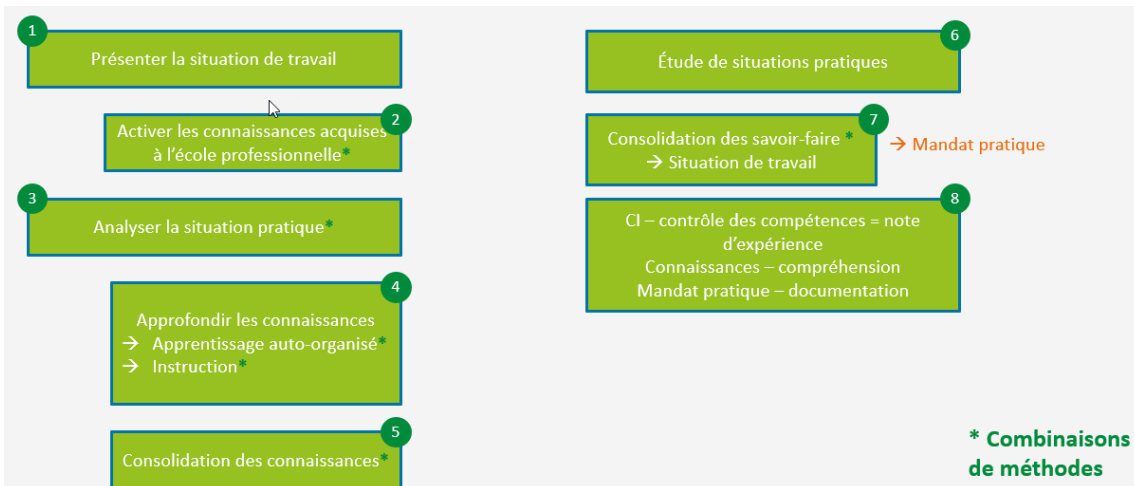 1
Présenter la situation de travail
2
Activer les connaissances acquises
à l'école professionnelle*
3
Analyser la situation pratique*
4
Approfondir les connaissances
→ Apprentissage auto-organisé*
→ Instruction*
5
Consolidation des connaissances*
6
Étude de situations pratiques
7
Consolidation des savoir-faire *
→ Situation de travail
→ Mandat pratique
8
CI – contrôle des compétences = note
d'expérience
Connaissances – compréhension
Mandat pratique – documentation
* Combinaisons
de méthodes